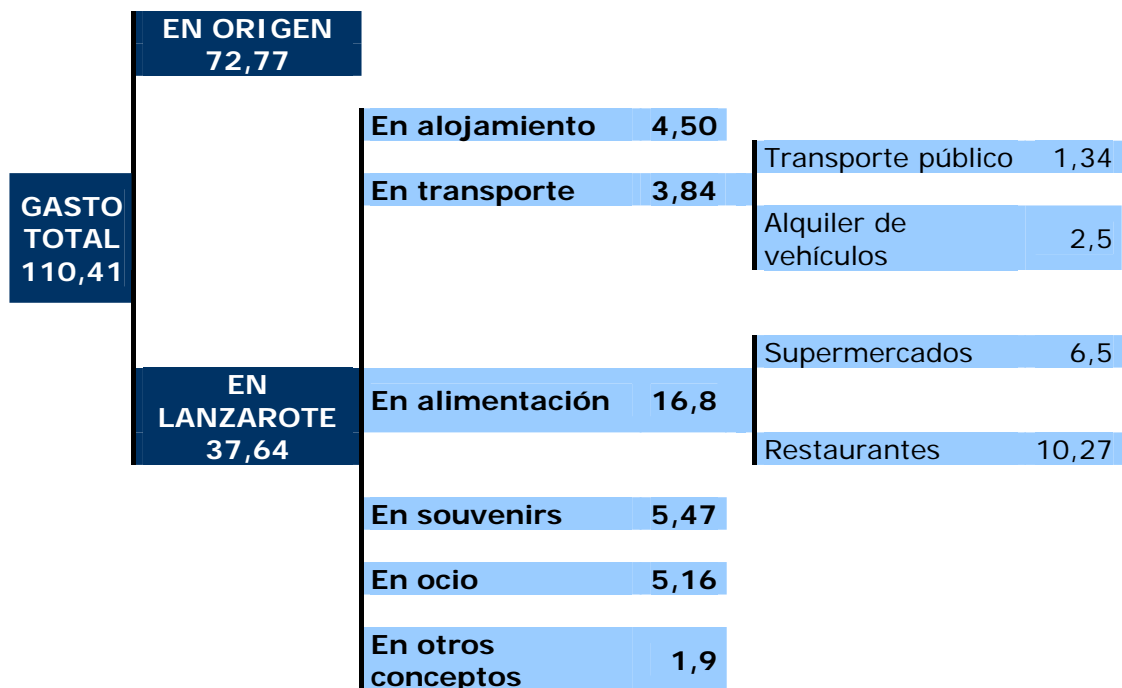 EN ORIGEN
72,77
En alojamiento 4,50
Transporte público 1,34
En transporte 3,84
GASTO
TOTAL
110,41
Alquiler de
vehículos 2,5
Supermercados 6,5
EN
LANZAROTE
37,64
En alimentación 16,8
Restaurantes 10,27
En souvenirs 5,47
En ocio 5,16
En otros
conceptos 1,9